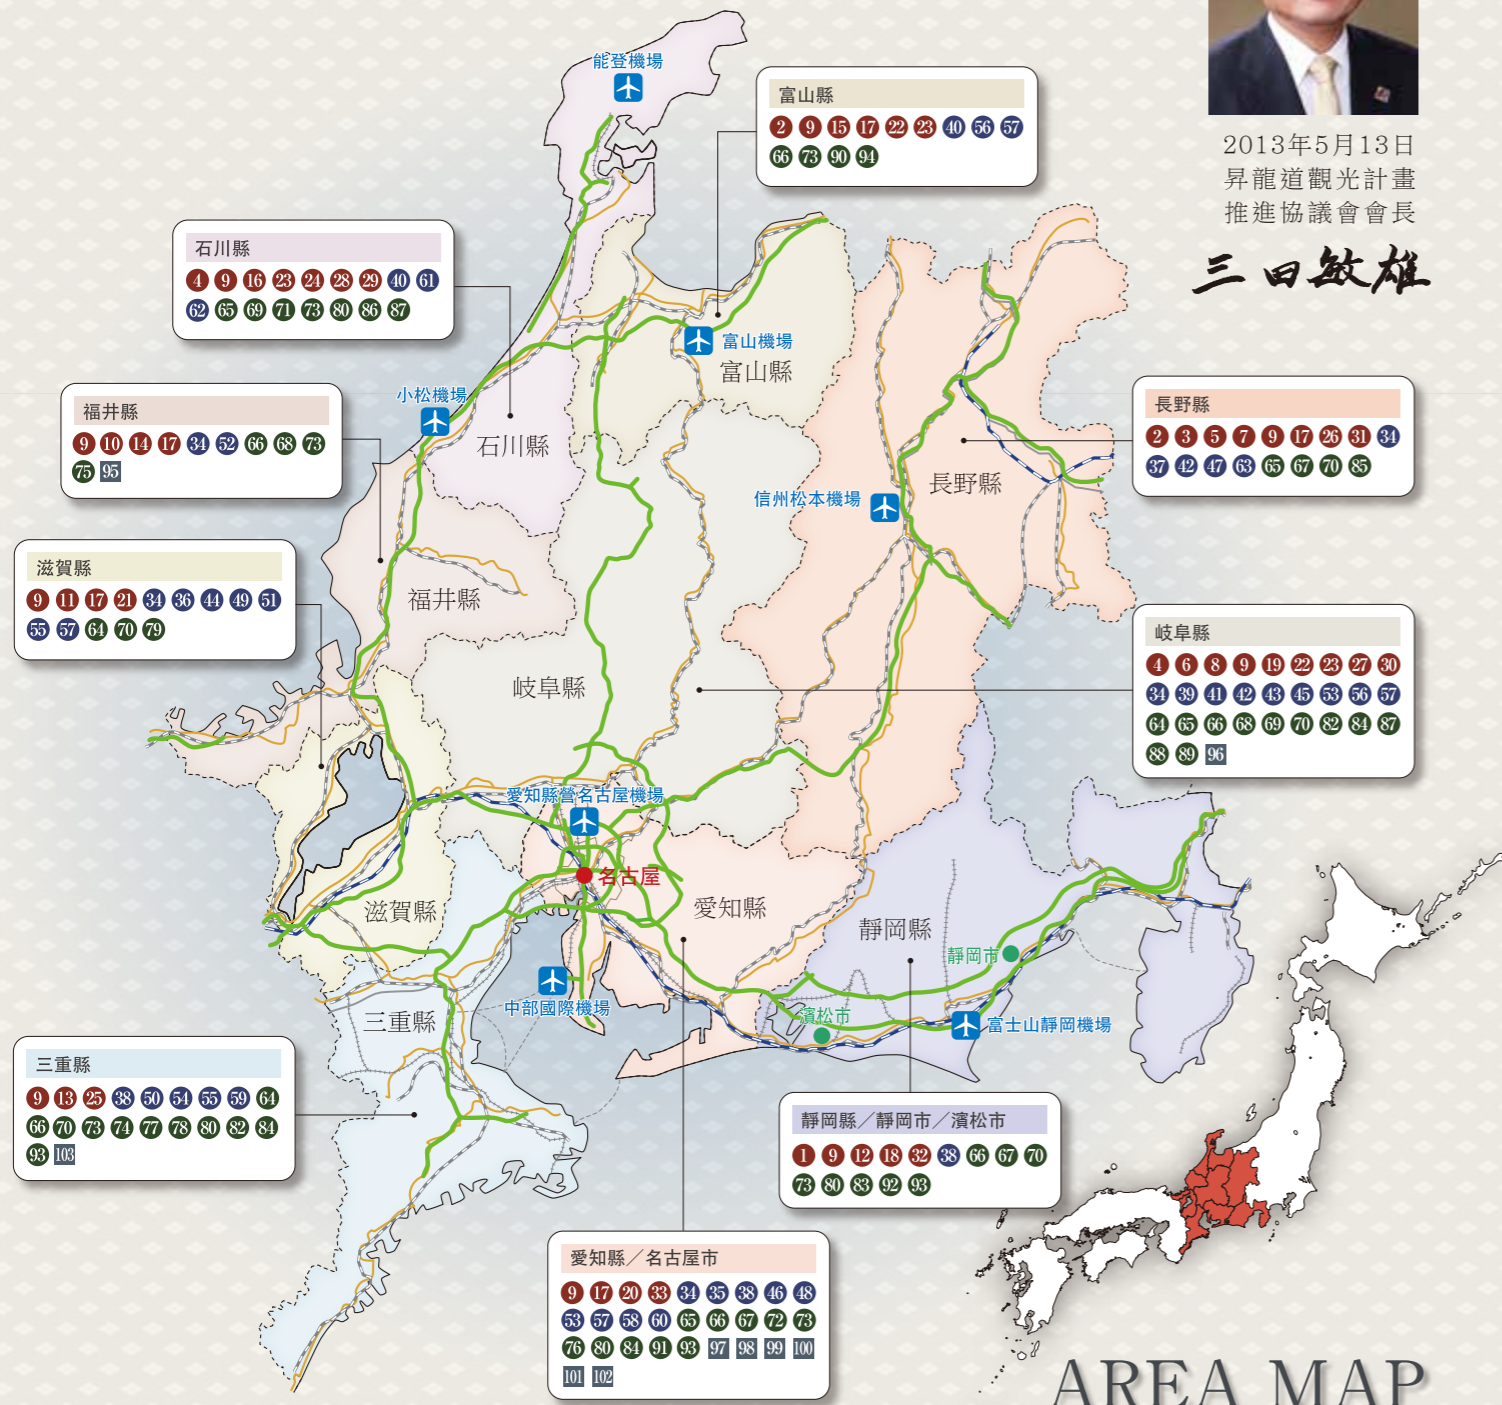 能登機場
富山縣
2 9 15 17 22 23 40 56 57
66 73 90 94
2013年5月13日
昇龍道觀光計畫
推進協議會會長
三田敏雄
石川縣
4 9 16 23 24 28 29 40 61
62 65 69 71 73 80 86 87
富山機場
富山縣
小松機場
石川縣
福井縣
9 10 14 17 34 52 66 68 73
75 95
長野縣
2 3 5 7 9 17 26 31 34
37 42 47 63 65 67 70 85
信州松本機場
長野縣
滋賀縣
9 11 17 21 34 36 44 49 51
55 57 64 70 79
福井縣
岐阜縣
岐阜縣
4 6 8 9 19 22 23 27 30
34 39 41 42 43 45 53 56 57
64 65 66 68 69 70 82 84 87
88 89 96
愛知縣營名古屋機場
名古屋
滋賀縣
愛知縣
靜岡縣
靜岡市
中部國際機場
三重縣
濱松市
富士山靜岡機場
三重縣
9 13 25 38 50 54 55 59 64
66 70 73 74 77 78 80 82 84
93 103
靜岡縣／靜岡市／濱松市
1 9 12 18 32 38 66 67 70
73 80 83 92 93
愛知縣／名古屋市
9 17 20 33 34 35 38 46 48
53 57 58 60 65 66 67 72 73
76 80 84 91 93 97 98 99 100
101 102
AREA MAP